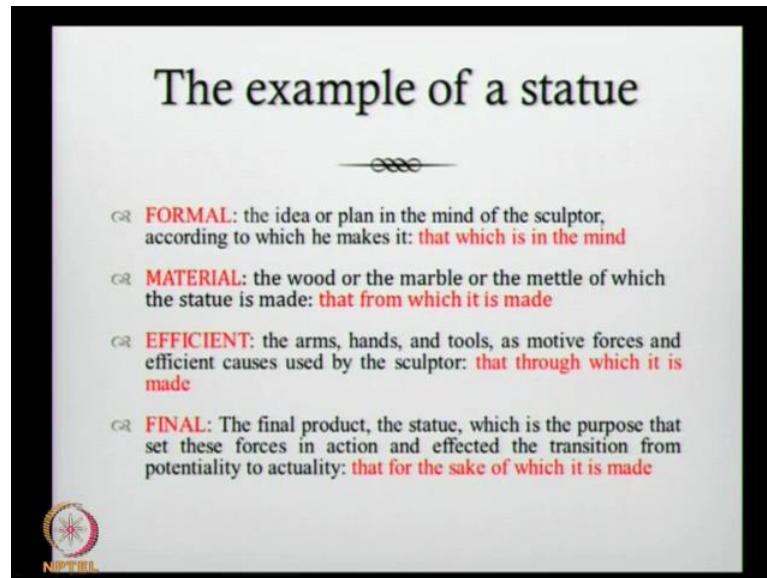 The example of a statue
FORMAL: the idea or plan in the mind of the sculptor,
according to which he makes it: that which is in the mind
MATERIAL: the wood or the marble or the mettle of which
the statue is made: that from which it is made
EFFICIENT: the arms, hands, and tools, as motive forces and
efficient causes used by the sculptor: that through which it is
made
FINAL: The final product, the statue, which is the purpose that
set these forces in action and effected the transition from
potentiality to actuality: that for the sake of which it is made
NPTEL